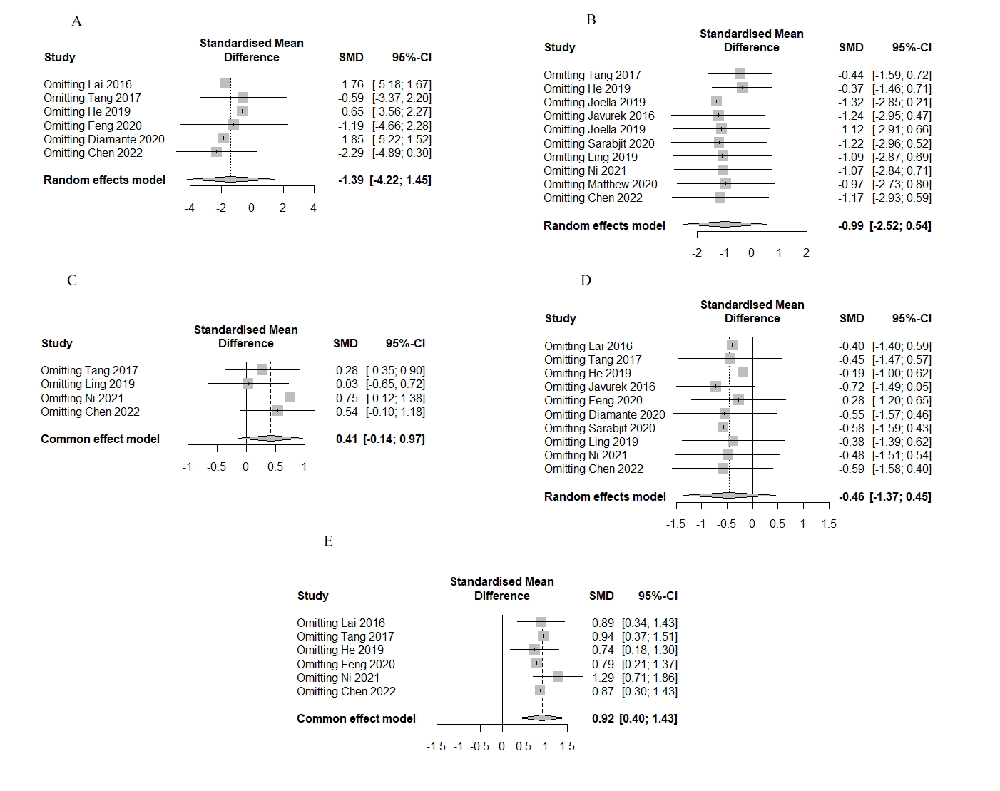 A
Standardised Mean
Study Difference SMD 95%-CI
Omitting Lai 2016 -1.76 [-5.18; 1.67]
Omitting Tang 2017 -0.59 [-3.37; 2.20]
Omitting He 2019 -0.65 [-3.56; 2.27]
Omitting Feng 2020 -1.19 [-4.66; 2.28]
Omitting Diamante 2020 -1.85 [-5.22; 1.52]
Omitting Chen 2022 -2.29 [-4.89; 0.30]
Random effects model -1.39 [-4.22; 1.45]
-4 -2 0 2 4
B
Standardised Mean
Study Difference SMD 95%-CI
Omitting Tang 2017 -0.44 [-1.59; 0.72]
Omitting He 2019 -0.37 [-1.46; 0.71]
Omitting Joella 2019 -1.32 [-2.85; 0.21]
Omitting Javurek 2016 -1.24 [-2.95; 0.47]
Omitting Joella 2019 -1.12 [-2.91; 0.66]
Omitting Sarabjit 2020 -1.22 [-2.96; 0.52]
Omitting Ling 2019 -1.09 [-2.87; 0.69]
Omitting Ni 2021 -1.07 [-2.84; 0.71]
Omitting Matthew 2020 -0.97 [-2.73; 0.80]
Omitting Chen 2022 -1.17 [-2.93; 0.59]
Random effects model -0.99 [-2.52; 0.54]
-2 -1 0 1 2
C
Standardised Mean
Study Difference SMD 95%-CI
Omitting Tang 2017 0.28 [-0.35; 0.90]
Omitting Ling 2019 0.03 [-0.65; 0.72]
Omitting Ni 2021 0.75 [ 0.12; 1.38]
Omitting Chen 2022 0.54 [-0.10; 1.18]
Common effect model 0.41 [-0.14; 0.97]
-1 -0.5 0 0.5 1
D
Standardised Mean
Study Difference SMD 95%-CI
Omitting Lai 2016 -0.40 [-1.40; 0.59]
Omitting Tang 2017 -0.45 [-1.47; 0.57]
Omitting He 2019 -0.19 [-1.00; 0.62]
Omitting Javurek 2016 -0.72 [-1.49; 0.05]
Omitting Feng 2020 -0.28 [-1.20; 0.65]
Omitting Diamante 2020 -0.55 [-1.57; 0.46]
Omitting Sarabjit 2020 -0.58 [-1.59; 0.43]
Omitting Ling 2019 -0.38 [-1.39; 0.62]
Omitting Ni 2021 -0.48 [-1.51; 0.54]
Omitting Chen 2022 -0.59 [-1.58; 0.40]
Random effects model -0.46 [-1.37; 0.45]
-1.5 -1 -0.5 0 0.5 1 1.5
E
Standardised Mean
Study Difference SMD 95%-CI
Omitting Lai 2016 0.89 [0.34; 1.43]
Omitting Tang 2017 0.94 [0.37; 1.51]
Omitting He 2019 0.74 [0.18; 1.30]
Omitting Feng 2020 0.79 [0.21; 1.37]
Omitting Ni 2021 1.29 [0.71; 1.86]
Omitting Chen 2022 0.87 [0.30; 1.43]
Common effect model 0.92 [0.40; 1.43]
-1.5 -1 -0.5 0 0.5 1 1.5